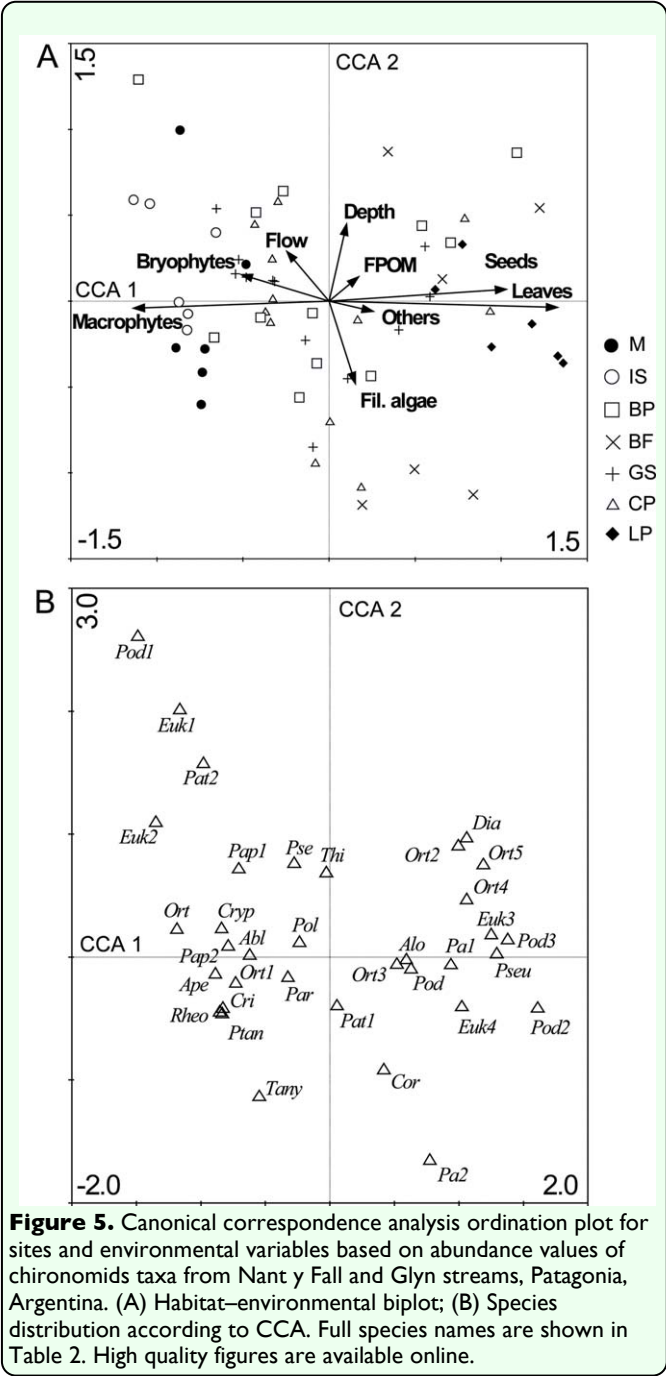 A
1.5
CCA 2
Depth
Flow
Bryophytes
FPOM
Seeds
CCA 1
Leaves
Macrophytes
Others
Fil. algae
M
IS
BP
BF
GS
CP
LP
-1.5
1.5
B
3.0
CCA 2
Pod1
Euk1
Pat2
Euk2
Dia
Pap1
Pse
Thi
Ort2
Ort5
Ort4
Ort
Cryp
Pol
Euk3
Pod3
CCA 1
Pap2
Abl
Alo
Pa1
Pseu
Ape
Ort1
Par
Ort3
Pod
Rheo
Cri
Pat1
Euk4
Pod2
Ptan
Tany
Cor
Pa2
-2.0
2.0
Figure 5. Canonical correspondence analysis ordination plot for
sites and environmental variables based on abundance values of
chironomids taxa from Nant y Fall and Glyn streams, Patagonia,
Argentina. (A) Habitat–environmental biplot; (B) Species
distribution according to CCA. Full species names are shown in
Table 2. High quality figures are available online.